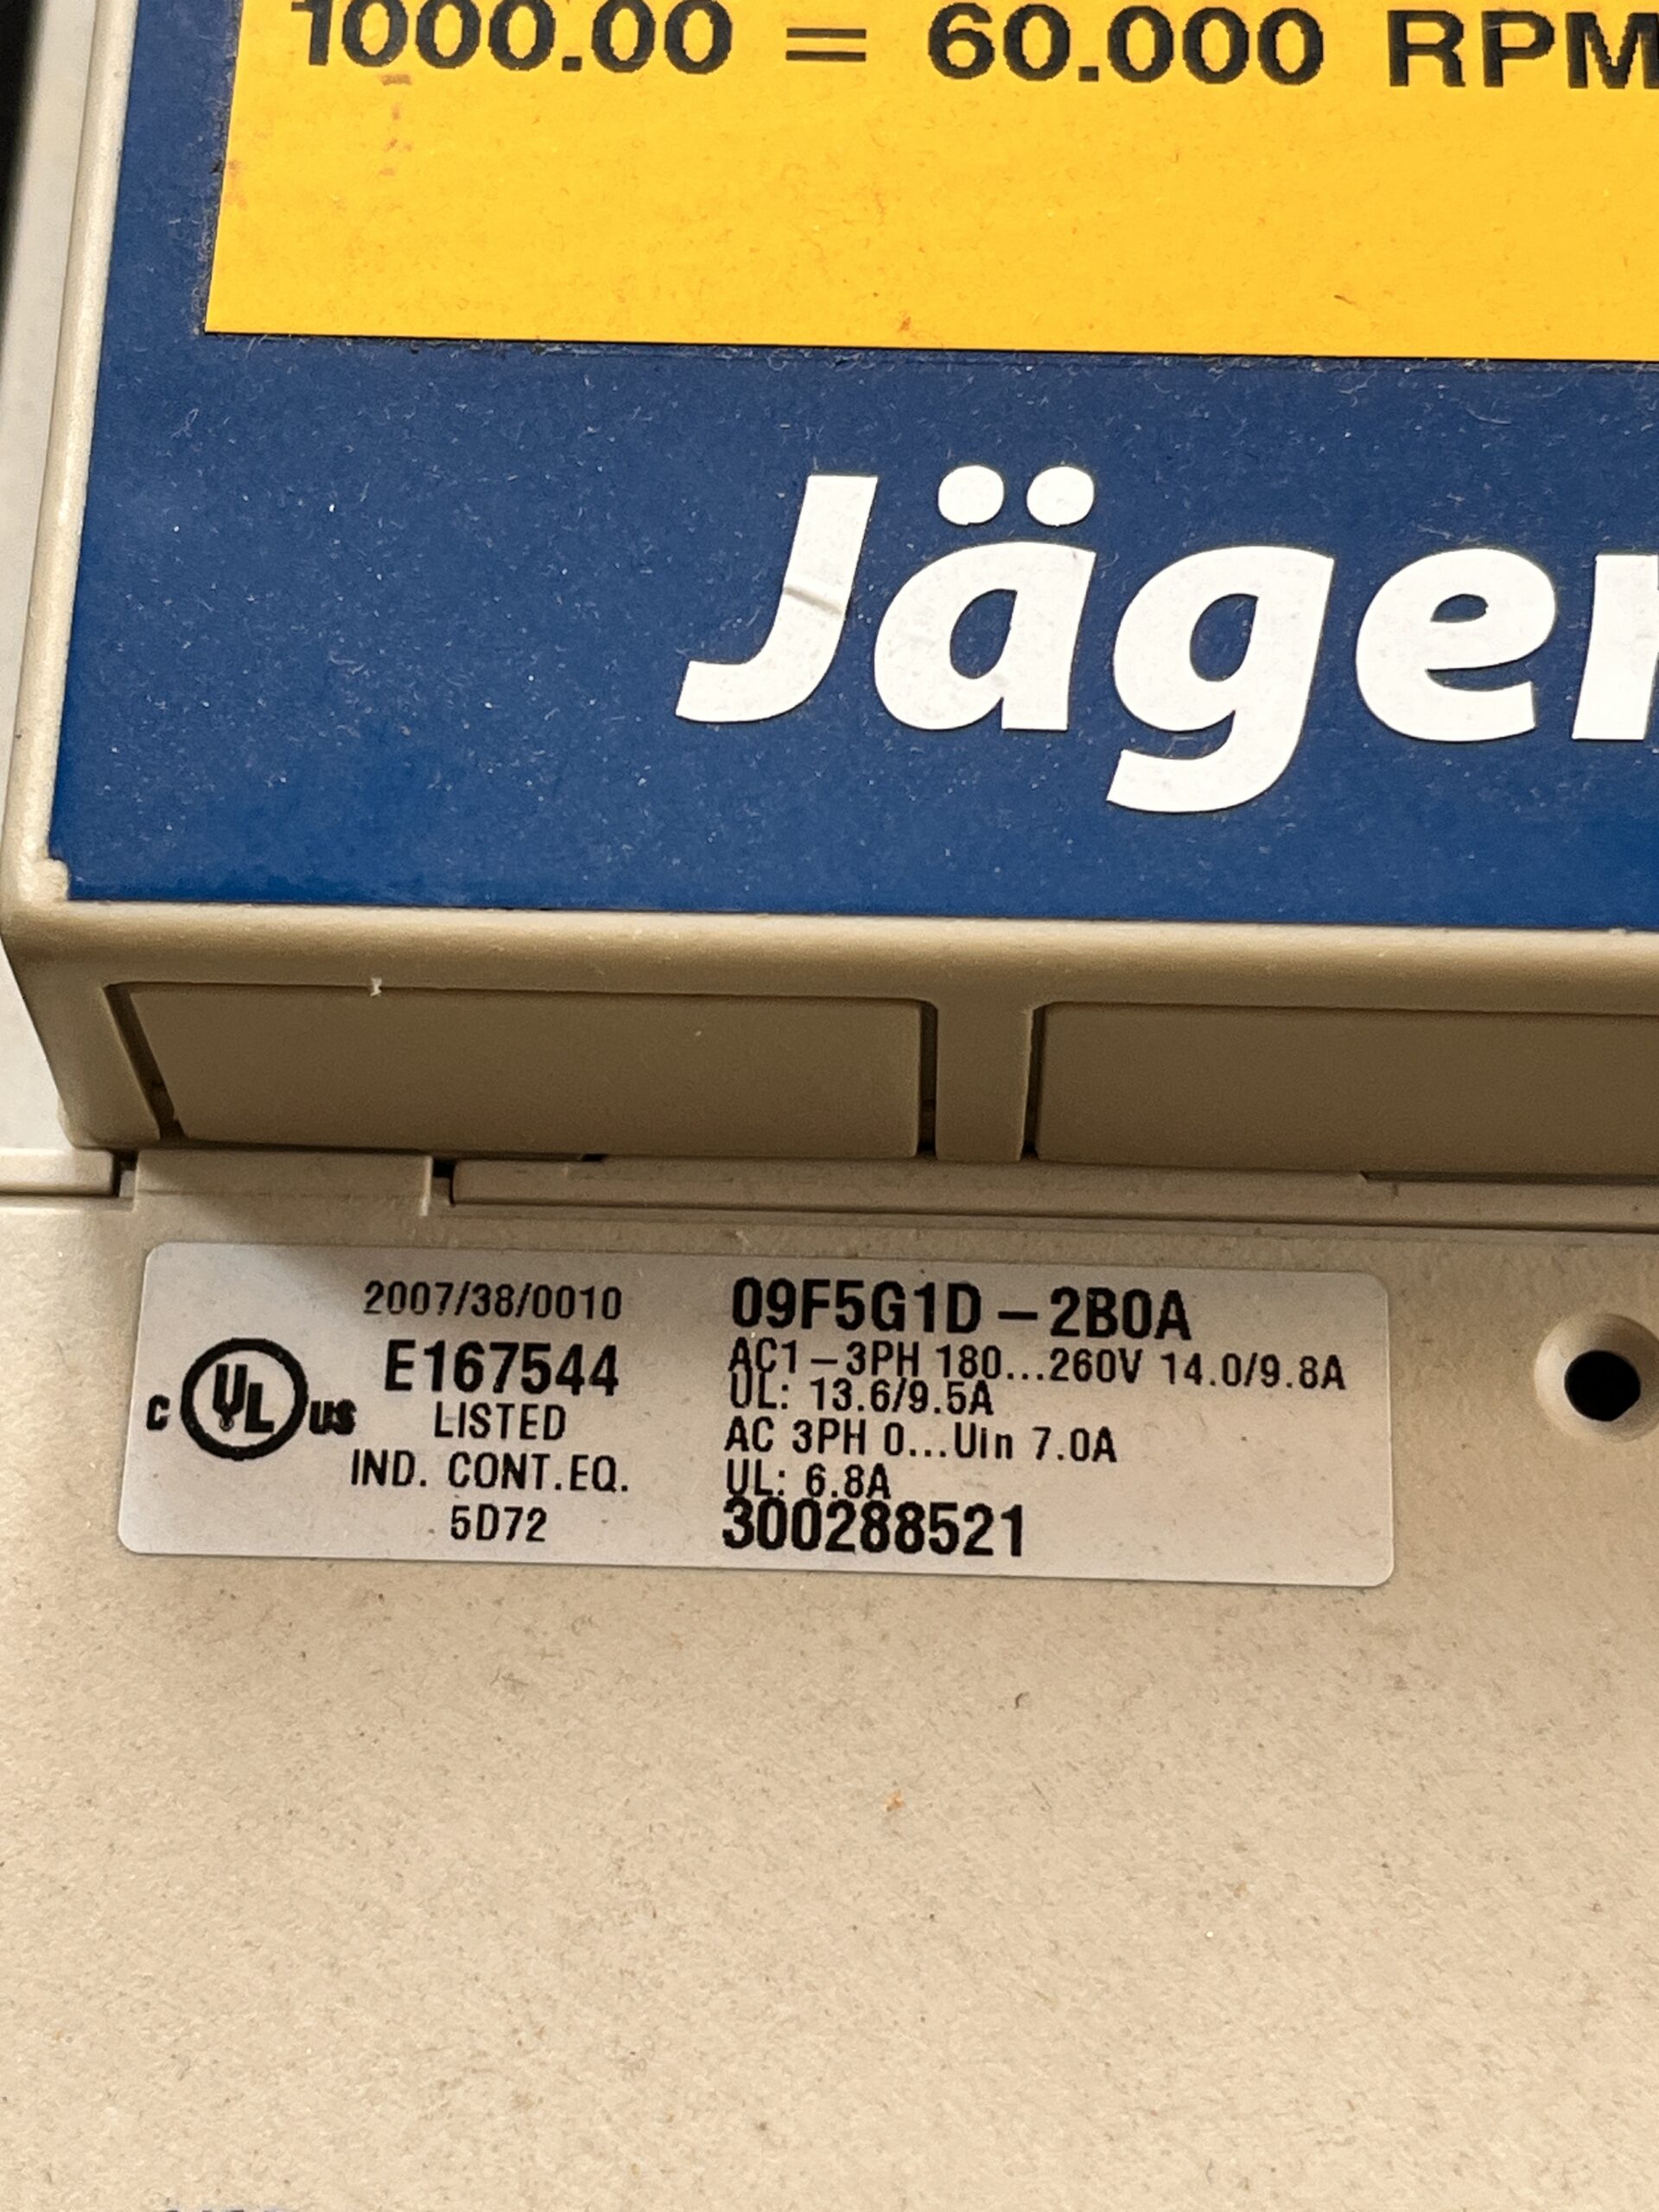 1000.00 = 60.000 RPM
Jäger
2007/38/0010
E167544
C UL US
LISTED
IND. CONT.EQ.
5D72
09F5G1D-2B0A
AC1-3PH 180...260V 14.0/9.8A
UL: 13.6/9.5A
AC 3PH 0...Uin 7.0A
UL: 6.8A
300288521